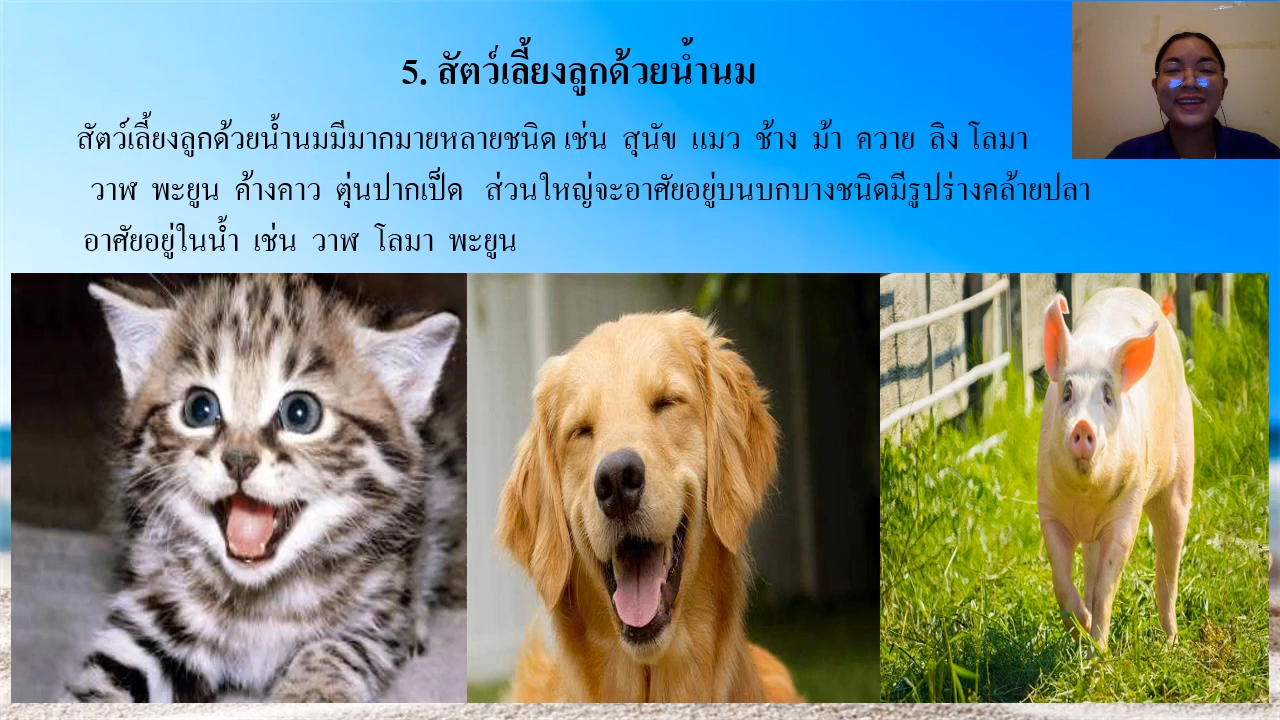 5. สัตว์เลี้ยงลูกด้วยน้ำนม
สัตว์เลี้ยงลูกด้วยน้ำนมมีมากมายหลายชนิด เช่น สุนัข แมว ช้าง ม้า ควาย ลิง โลมา
วาฬ พะยูน ค้างคาว ตุ่นปากเป็ด ส่วนใหญ่จะอาศัยอยู่บนบกบางชนิดมีรูปร่างคล้ายปลา
อาศัยอยู่ในน้ำ เช่น วาฬ โลมา พะยูน